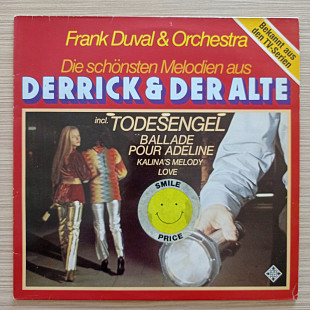 Frank Duval & Orchestra
Bekannt aus
den TV-Serien
Die schönsten Melodien aus
DERRICK & DER ALTE
incl. TODESENGEL
BALLADE
POUR ADELINE
KALINA'S MELODY
LOVE
SMILE
PRICE